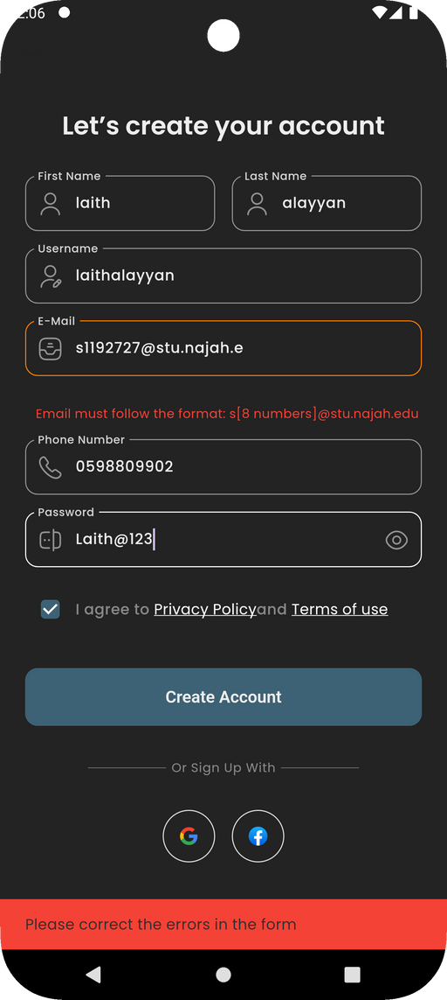 :06
Let’s create your account
First Name
Last Name
laith
alayyan
Username
laithalayyan
E-Mail
s1192727@stu.najah.e
Email must follow the format: s[8 numbers]@stu.najah.edu
Phone Number
0598809902
Password
Laith@123
I agree to Privacy Policyand Terms of use
Create Account
Or Sign Up With
Please correct the errors in the form